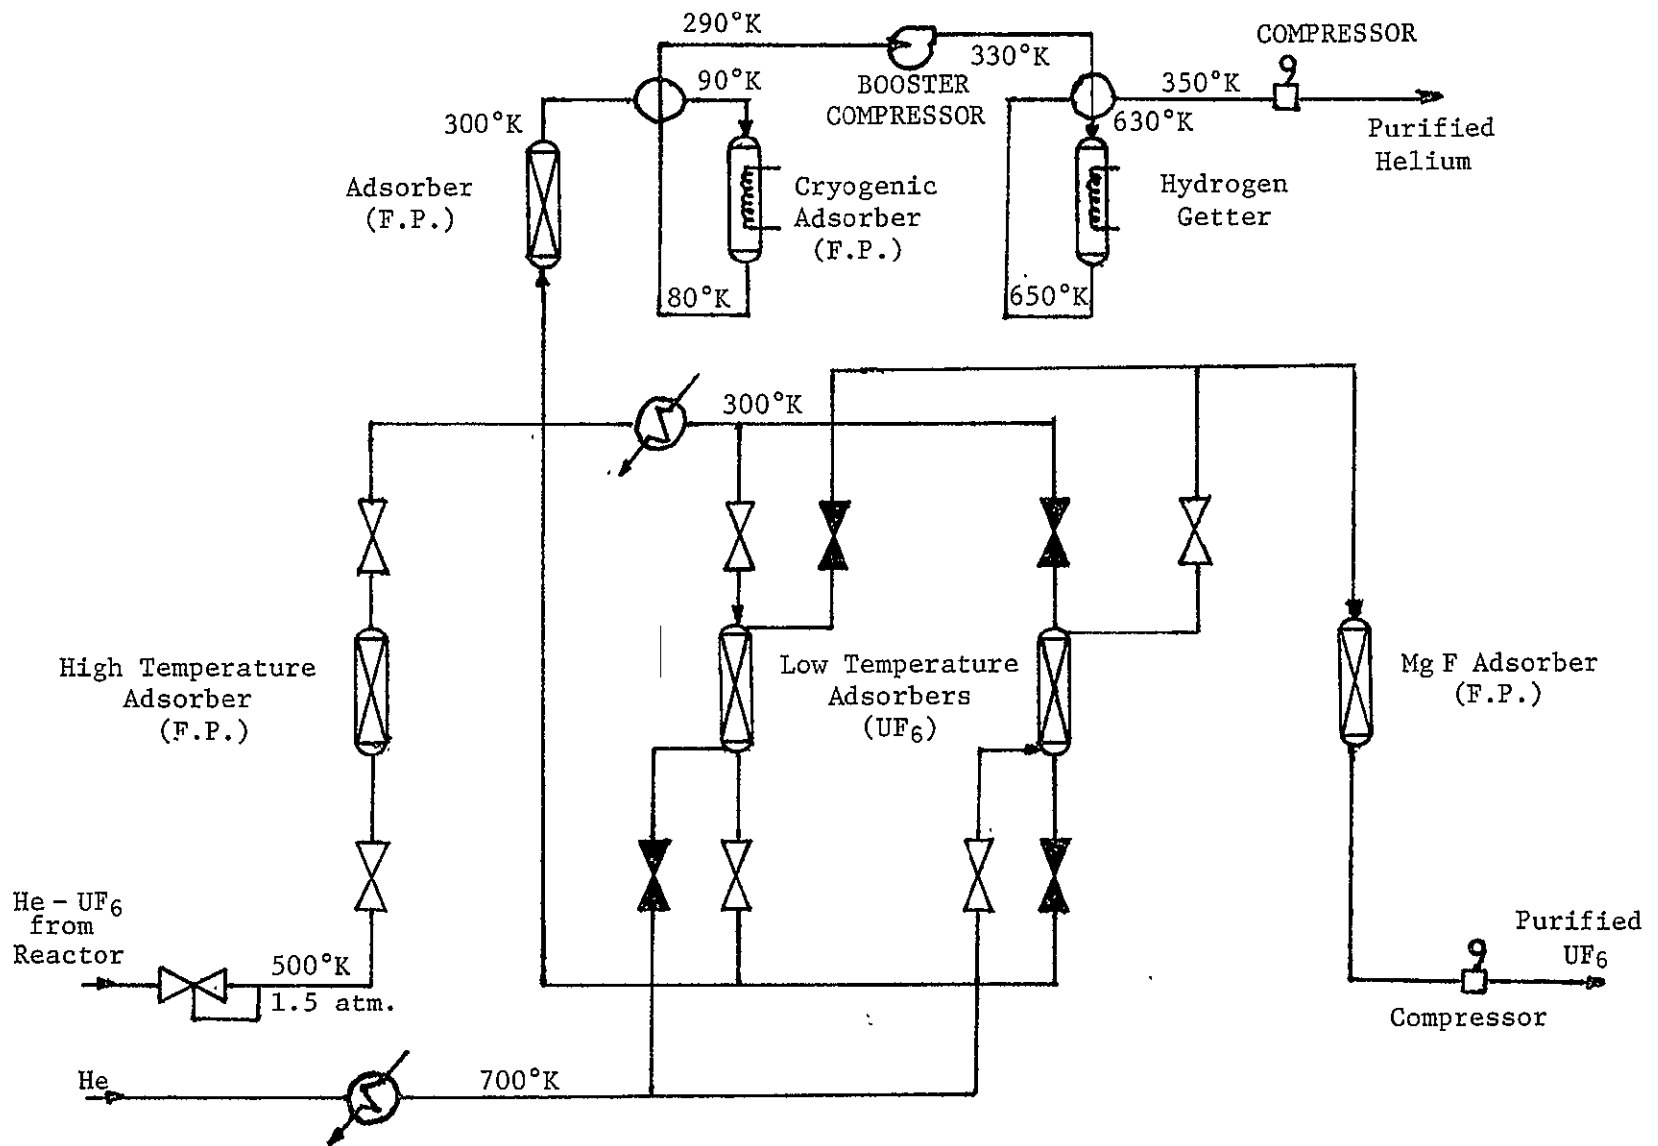 290°K
COMPRESSOR
90°K
330°K
350°K
BOOSTER
COMPRESSOR
300°K
630°K
Purified
Helium
Adsorber
(F.P.)
Cryogenic
Adsorber
(F.P.)
Hydrogen
Getter
80°K
650°K
300°K
High Temperature
Adsorber
(F.P.)
Low Temperature
Adsorbers
(UF6)
Mg F Adsorber
(F.P.)
He - UF6
from
Reactor
500°K
1.5 atm.
Purified
UF6
Compressor
He
700°K